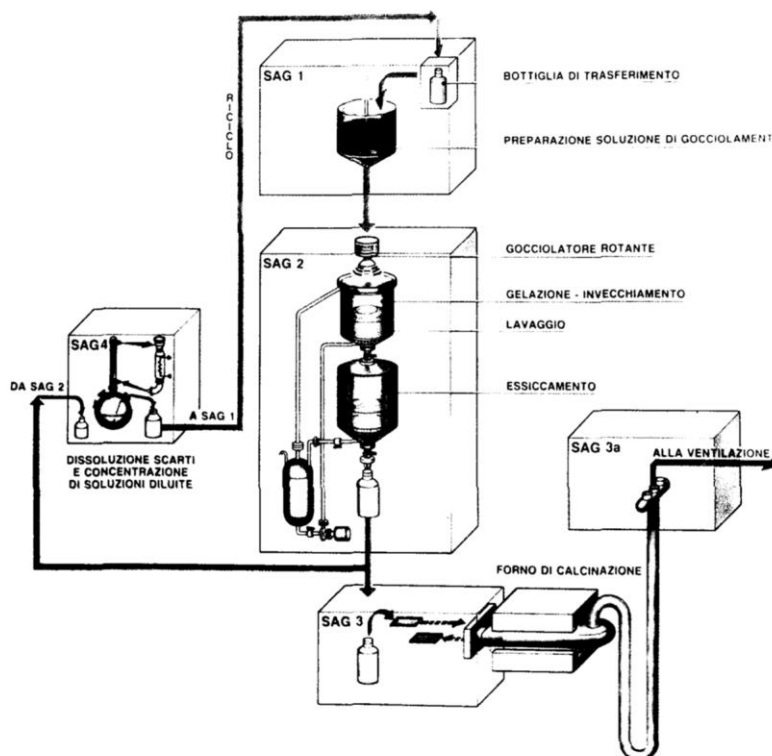 SAG 1
BOTTIGLIA DI TRASFERIMENTO
RICICLO
PREPARAZIONE SOLUZIONE DI GOCCIOLAMENT
SAG 2
GOCCIOLATORE ROTANTE
GELAZIONE - INVECCHIAMENTO
LAVAGGIO
SAG4
ESSICCAMENTO
DA SAG 2
A SAG 1
DISSOLUZIONE SCARTI
E CONCENTRAZIONE
DI SOLUZIONI DILUITE
SAG 3a
ALLA VENTILAZIONE
FORNO DI CALCINAZIONE
SAG 3